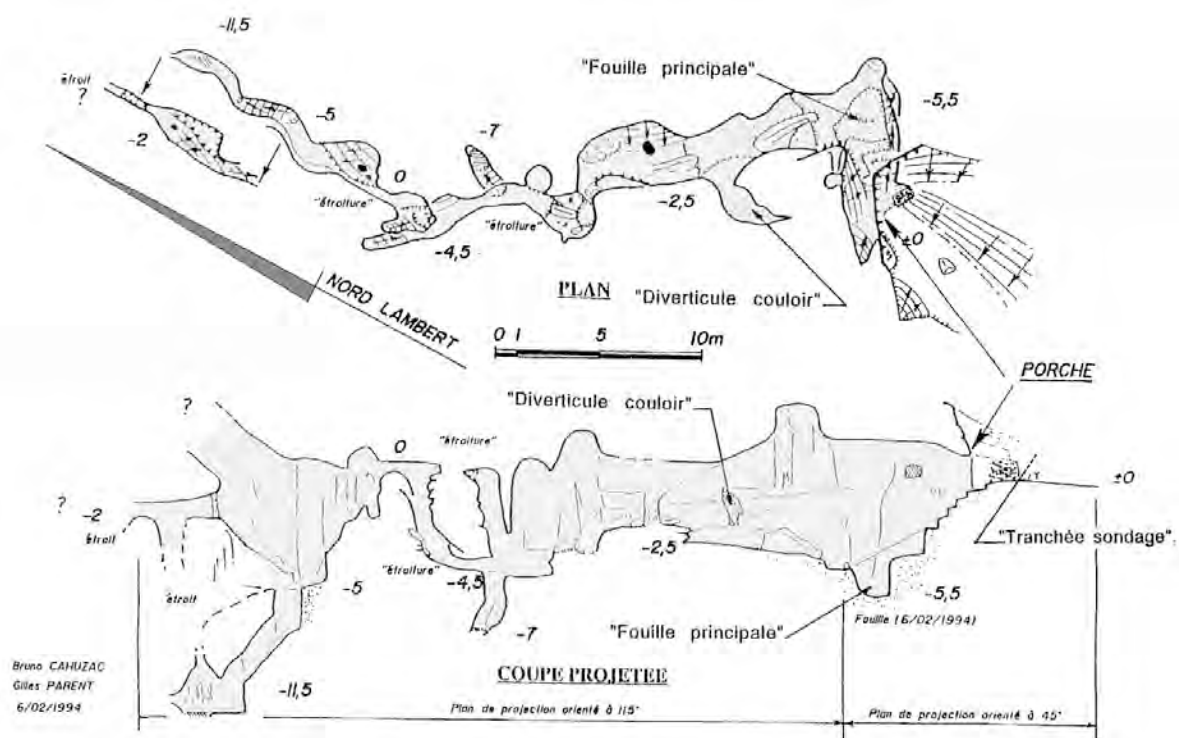 -11,5
étroit
?
-2
-5
"Fouille principale"
-5,5
-7
0
"étroiture"
"étroiture"
-4,5
-2,5
±0
PLAN
"Diverticule couloir"
NORD LAMBERT
0 1 5 10m
PORCHE
"Diverticule couloir"
?
0
"étroiture"
±0
? -2
étroit
"Tranchée sondage".
-2,5
"étroiture"
-4,5
-5
étroit
-5,5
Fouille (6/02/1994)
-7
"Fouille principale"
Bruno CAHUZAC
Gilles PARENT
6/02/1994
COUPE PROJETEE
-11,5
Plan de projection orienté à 115°
Plan de projection orienté à 45°